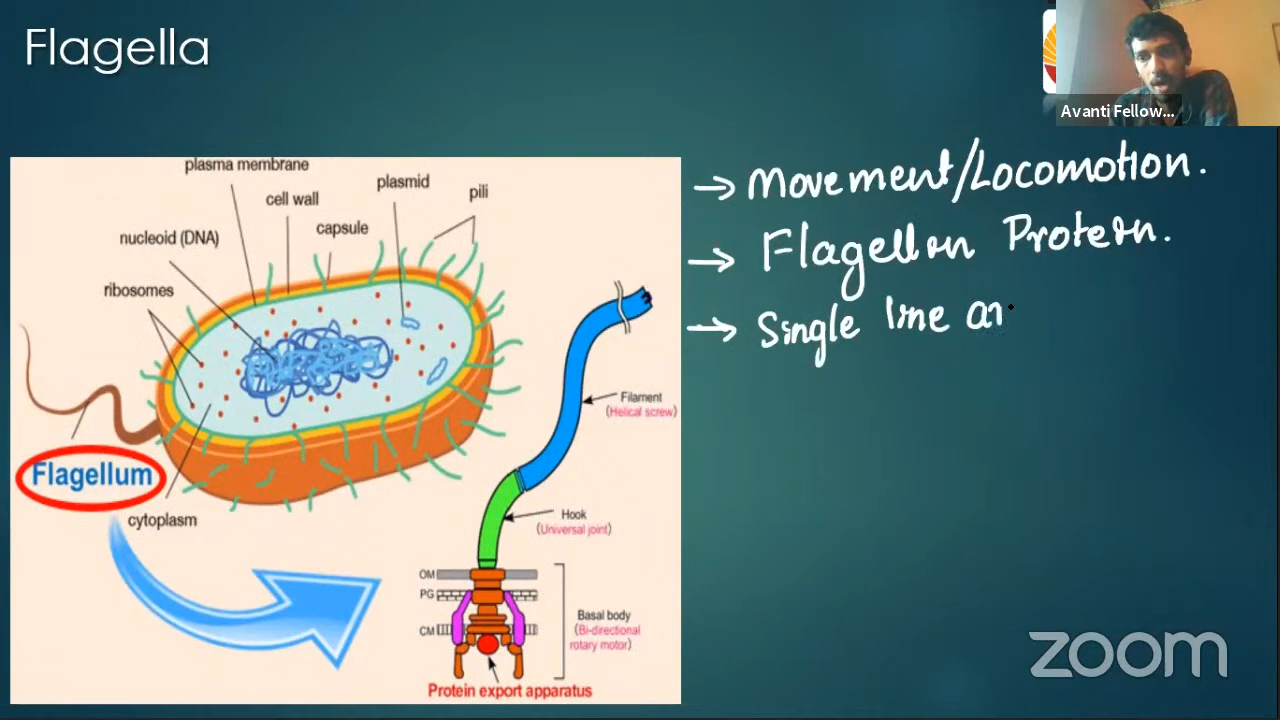 Flagella
Avanti Fellow...
→ Movement/Locomotion.
→ Flagellin Protein.
→ Single line
plasma membrane
cell wall
plasmid
pili
nucleoid (DNA)
capsule
ribosomes
Flagellum
cytoplasm
Filament
(Helical screw)
Hook
(Universal joint)
OM
PG
CM
Basal body
(Bi-directional
rotary motor)
Protein export apparatus
zoom